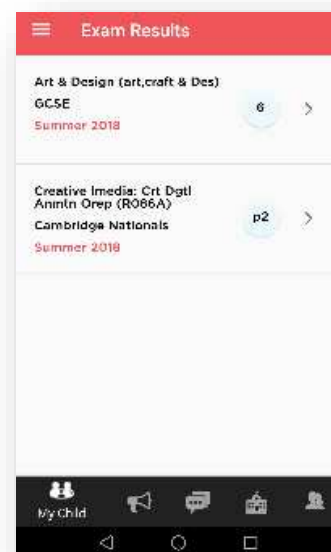 Exam Results
Art & Design (art,craft & Des)
GCSE
6
Summer 2018
Creative Imedia: Crt Dgtl
Anmtn Orep (R086A)
p2
Cambridge Nationals
Summer 2018
My Child